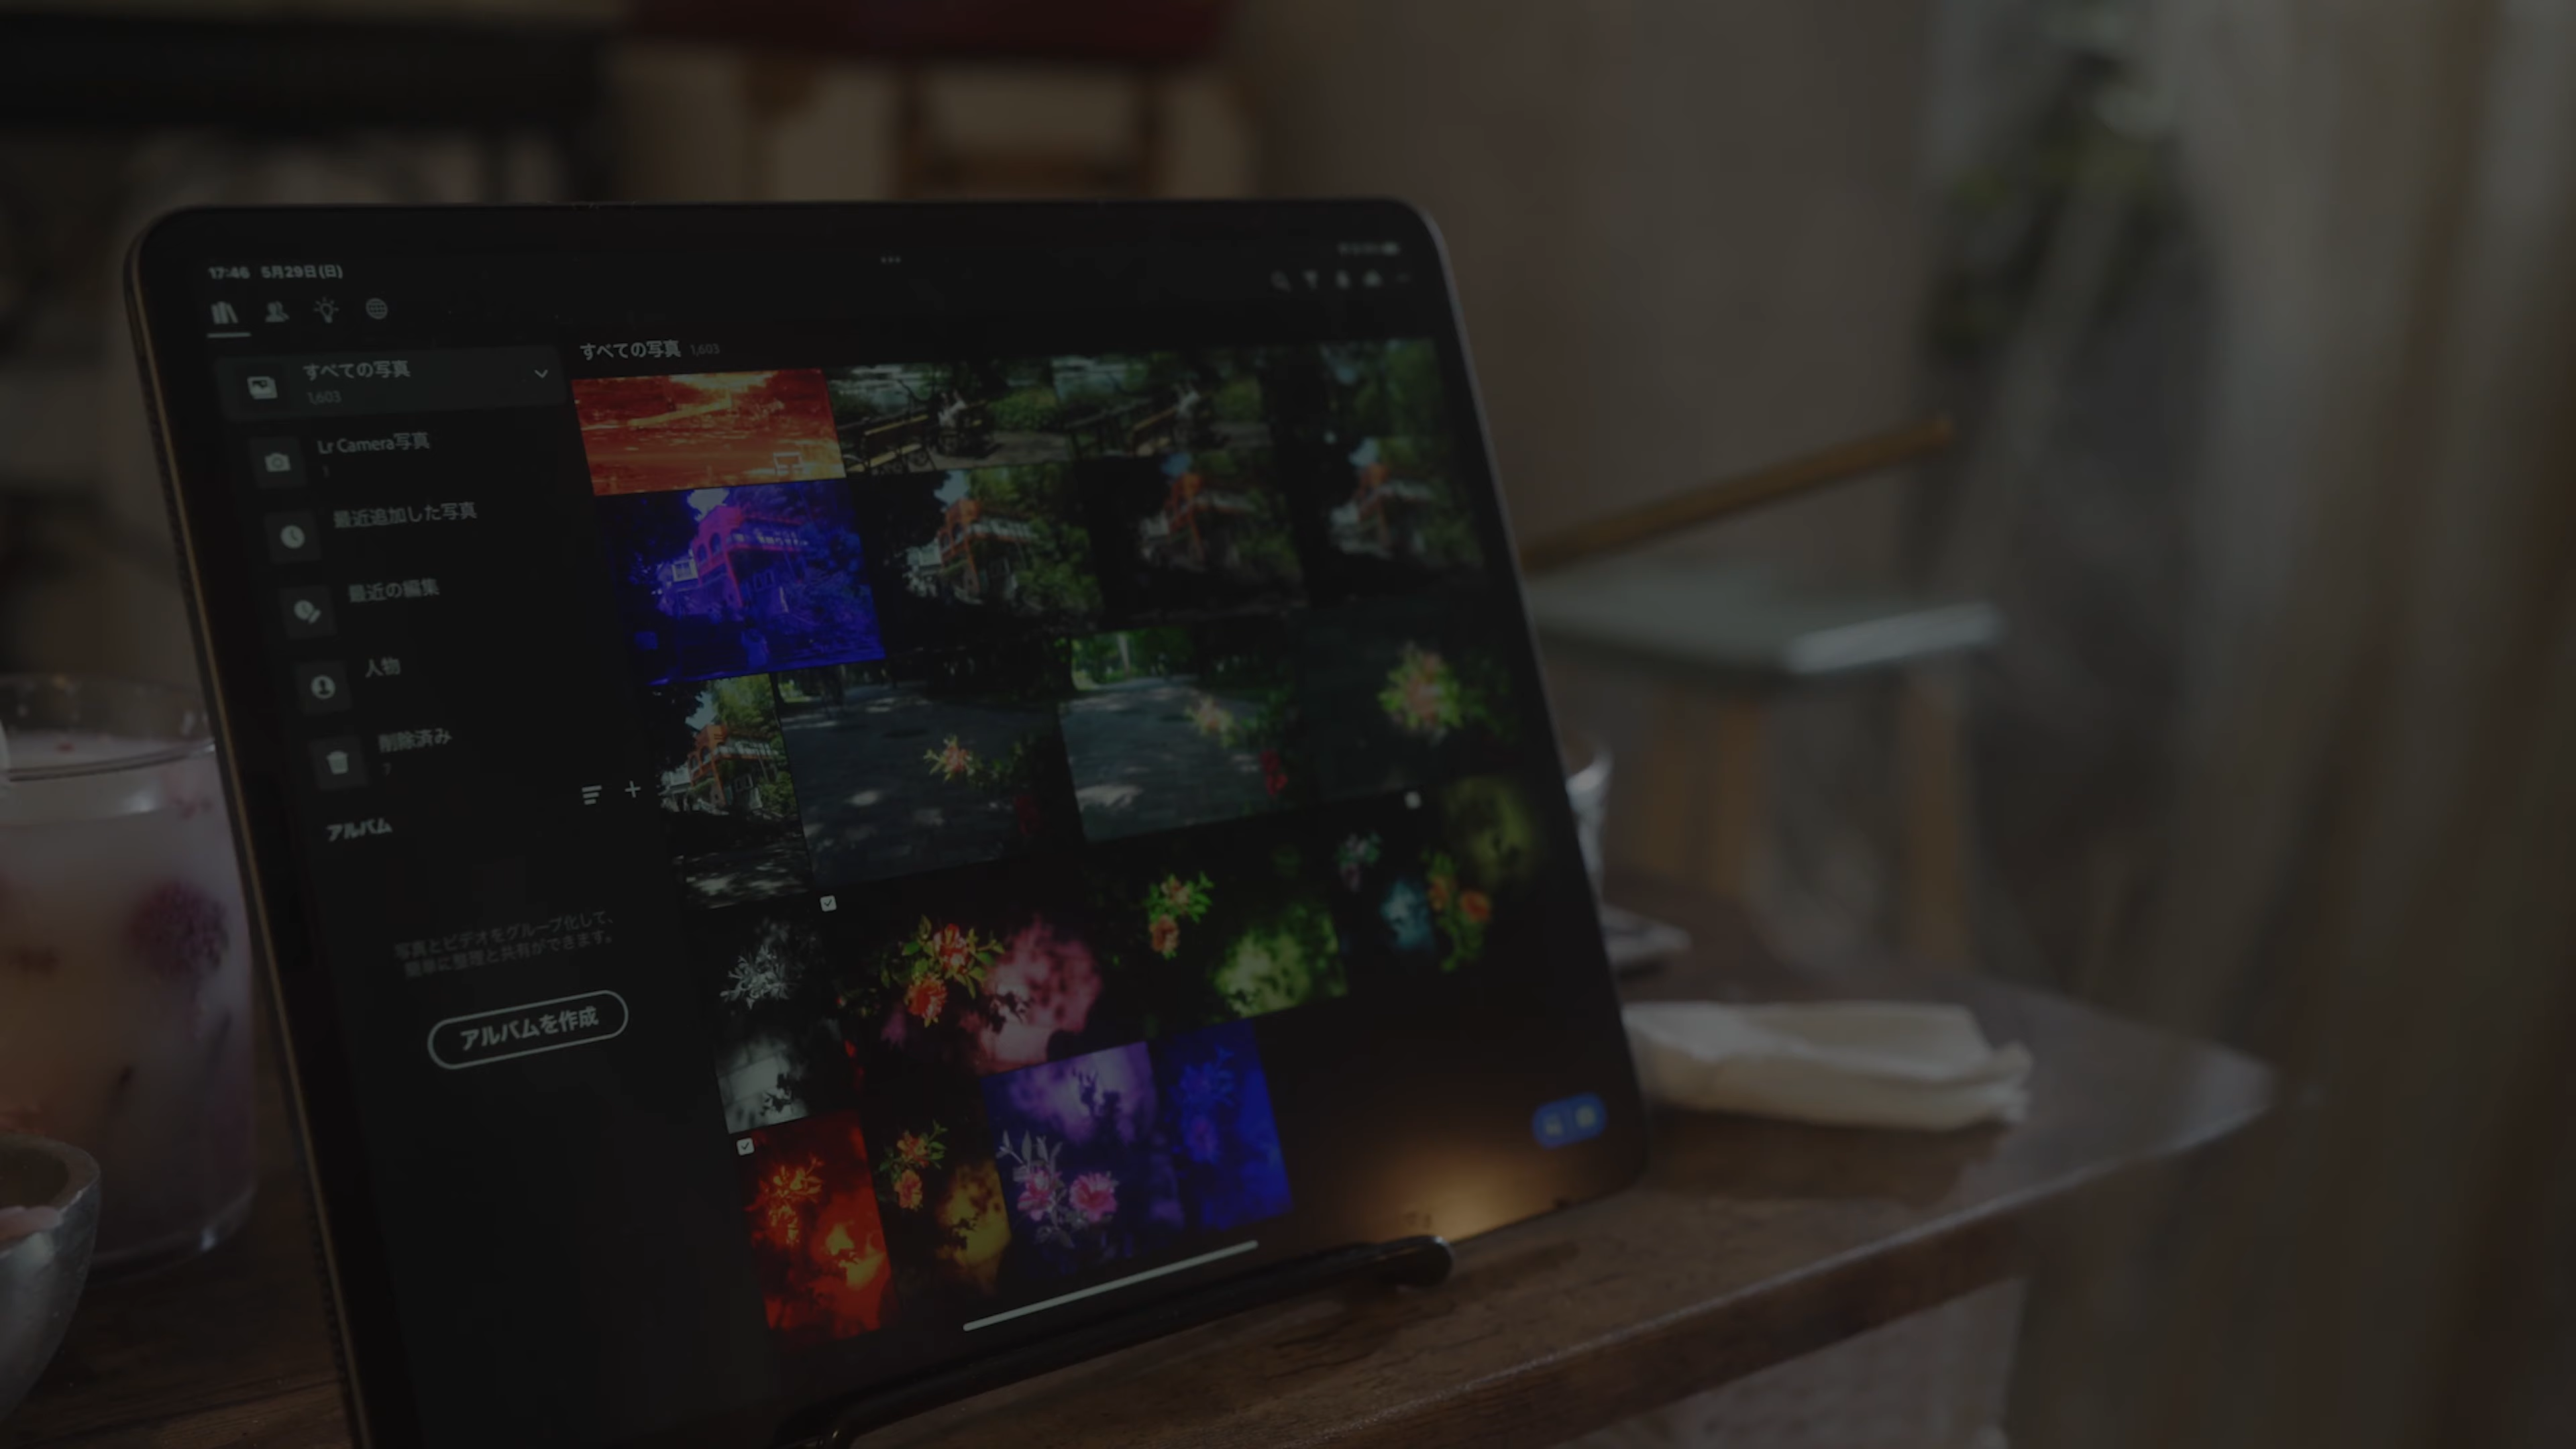 17:46 5月29日(日)
すべての写真
1,603
Lr Camera写真
1
最近追加した写真
最近の編集
人物
削除済み
7
アルバム
写真とビデオをグループ化して、
簡単に整理と共有ができます。
アルバムを作成
すべての写真 1,603